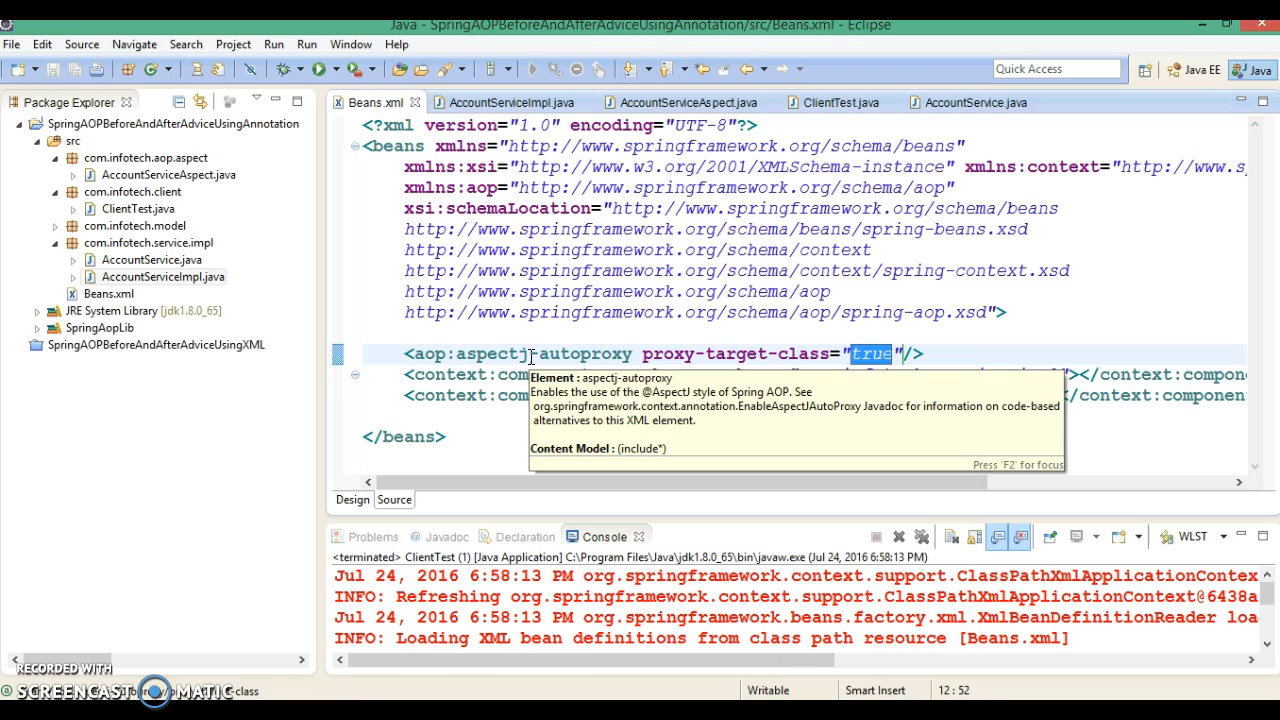 Java - SpringAOPBeforeAndAfterAdviceUsingAnnotation/src/Beans.xml - Eclipse
File Edit Source Navigate Search Project Run Run Window Help
Quick Access
Java EE
Java
Package Explorer
Beans.xml
AccountServiceImpl.java
AccountServiceAspect.java
ClientTest.java
AccountService.java
SpringAOPBeforeAndAfterAdviceUsingAnnotation
src
com.infotech.aop.aspect
AccountServiceAspect.java
com.infotech.client
ClientTest.java
com.infotech.model
com.infotech.service.impl
AccountService.java
AccountServiceImpl.java
Beans.xml
JRE System Library [jdk1.8.0_65]
SpringAopLib
SpringAOPBeforeAndAfterAdviceUsingXML
<?xml version="1.0" encoding="UTF-8"?>
<beans xmlns="http://www.springframework.org/schema/beans"
xmlns:xsi="http://www.w3.org/2001/XMLSchema-instance" xmlns:context="http://www.s
xmlns:aop="http://www.springframework.org/schema/aop"
xsi:schemaLocation="http://www.springframework.org/schema/beans
http://www.springframework.org/schema/beans/spring-beans.xsd
http://www.springframework.org/schema/context
http://www.springframework.org/schema/context/spring-context.xsd
http://www.springframework.org/schema/aop
http://www.springframework.org/schema/aop/spring-aop.xsd">
<aop:aspectj-autoproxy proxy-target-class="true"/>
<context:com
"></context:compone
<context:com
</context:componen
</beans>
Element : aspectj-autoproxy
Enables the use of the @AspectJ style of Spring AOP. See
org.springframework.context.annotation.EnableAspectJAutoProxy Javadoc for information on code-based
alternatives to this XML element.
Content Model : (include*)
Press 'F2' for focus
Design Source
Problems Javadoc Declaration Console
WLST
<terminated> ClientTest (1) [Java Application] C:\Program Files\Java\jdk1.8.0_65\bin\javaw.exe (Jul 24, 2016 6:58:13 PM)
Jul 24, 2016 6:58:13 PM org.springframework.context.support.ClassPathXmlApplicationContex
INFO: Refreshing org.springframework.context.support.ClassPathXmlApplicationContext@6438a
Jul 24, 2016 6:58:13 PM org.springframework.beans.factory.xml.XmlBeanDefinitionReader loa
INFO: Loading XML bean definitions from class path resource [Beans.xml]
RECORDED WITH
SCREENCAST MATIC
-class
Writable
Smart Insert
12 : 52